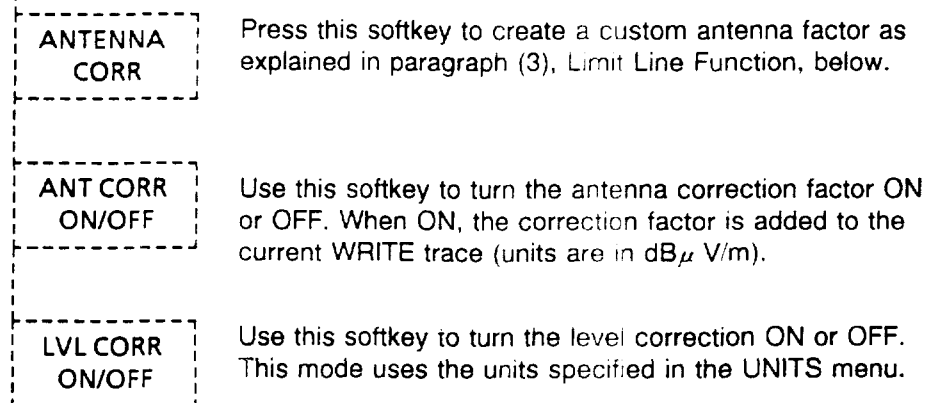 ANTENNA
CORR
Press this softkey to create a custom antenna factor as
explained in paragraph (3), Limit Line Function, below.
ANT CORR
ON/OFF
Use this softkey to turn the antenna correction factor ON
or OFF. When ON, the correction factor is added to the
current WRITE trace (units are in dBμ V/m).
LVL CORR
ON/OFF
Use this softkey to turn the level correction ON or OFF.
This mode uses the units specified in the UNITS menu.